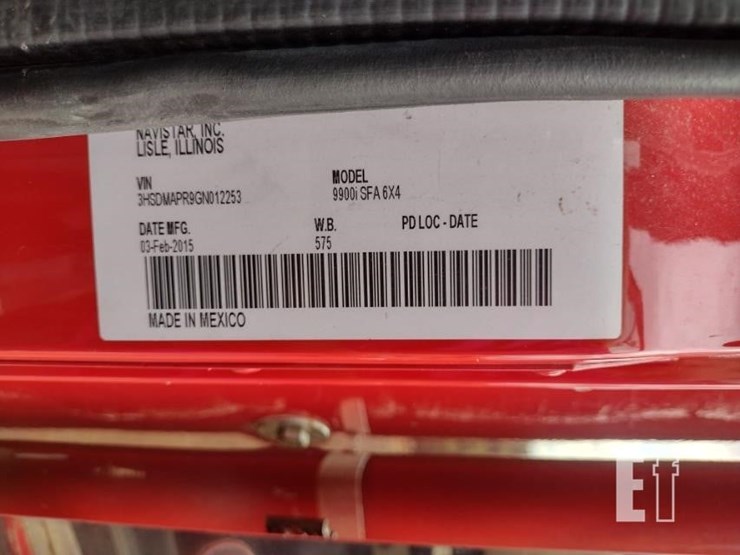 NAVISTAR, INC.
LISLE, ILLINOIS
VIN
3HSDMAPR9GN012253
MODEL
9900i SFA 6X4
DATE MFG.
03-Feb-2015
W.B.
575
PD LOC - DATE
MADE IN MEXICO
Ef